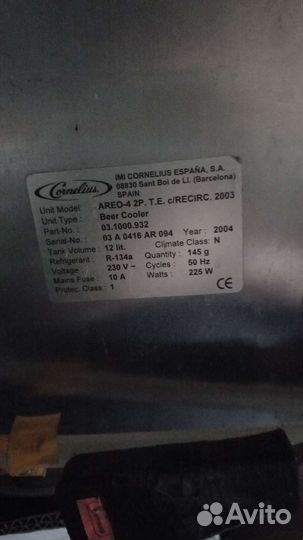 IMI CORNELIUS ESPAÑA, S.A.
08830 Sant Boi de Ll. (Barcelona)
SPAIN
Cornelius
Unit Model: AREO-4 2P. T.E. c/RECIRC. 2003
Unit Type: Beer Cooler
Part-No.: 03.1000.932
Serial-No.: 03 A 0416 AR 094 Year: 2004
Tank Volume: 12 lit. Climate Class: N
Refrigerant: R-134a Quantity: 145 g
Voltage: 230 V ~ Cycles: 50 Hz
Mains Fuse: 10 A Watts: 225 W
Protec. Class: 1 CE
Avito